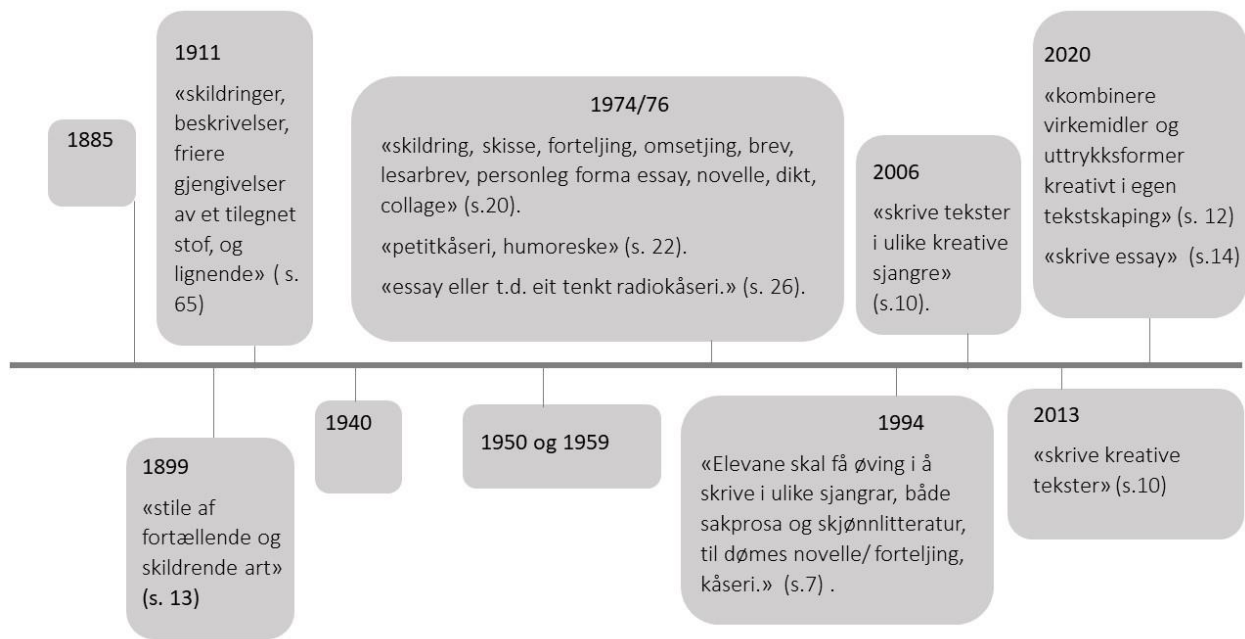 1885
1911
«skildringer,
beskrivelser,
friere
gjengivelser
av et tilegnet
stof, og
lignende» ( s.
65)
1974/76
«skildring, skisse, forteljing, omsetjing, brev,
lesarbrev, personleg forma essay, novelle, dikt,
collage» (s.20).
«petitkåseri, humoreske» (s. 22).
«essay eller t.d. eit tenkt radiokåseri.» (s. 26).
2006
«skrive tekster
i ulike kreative
sjangre»
(s.10).
2020
«kombinere
virkemidler og
uttrykksformer
kreativt i egen
tekstskaping» (s. 12)
«skrive essay» (s.14)
1899
«stile af
fortællende og
skildrende art»
(s. 13)
1940
1950 og 1959
1994
«Elevane skal få øving i å
skrive i ulike sjangrar, både
sakprosa og skjønnlitteratur,
til dømes novelle/ forteljing,
kåseri.» (s.7) .
2013
«skrive kreative
tekster» (s.10)